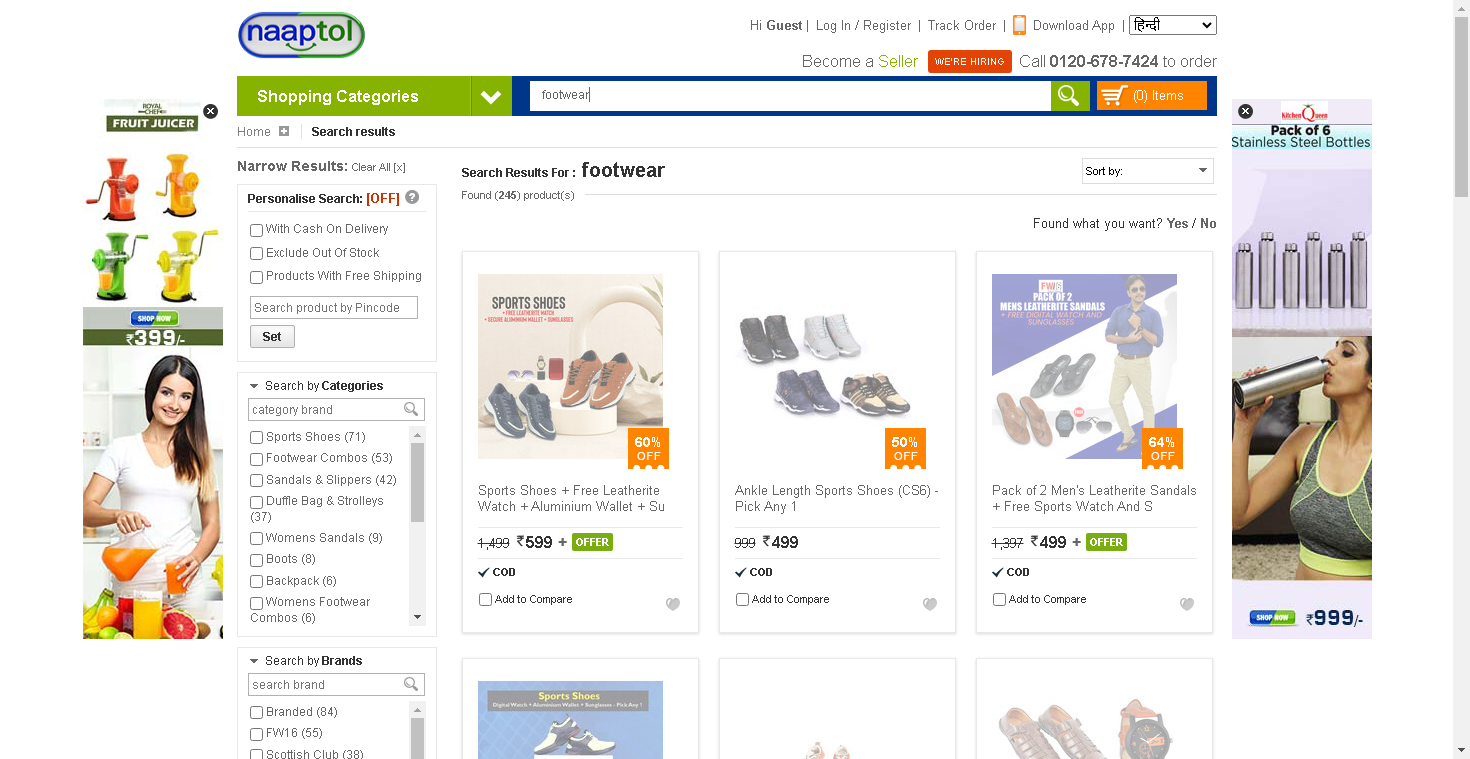 naaptol
Hi Guest | Log In / Register | Track Order | Download App | हिन्दी
Become a Seller WE'RE HIRING Call 0120-678-7424 to order
Shopping Categories
footwear
(0) Items
Home Search results
Narrow Results: Clear All [x]
Personalise Search: [OFF] ?
With Cash On Delivery
Exclude Out Of Stock
Products With Free Shipping
Search product by Pincode
Set
Search by Categories
category brand
Sports Shoes (71)
Footwear Combos (53)
Sandals & Slippers (42)
Duffle Bag & Strolleys
(37)
Womens Sandals (9)
Boots (8)
Backpack (6)
Womens Footwear
Combos (6)
Search by Brands
search brand
Branded (84)
FW16 (55)
Scottish Club (38)
Search Results For : footwear
Sort by:
Found (245) product(s)
Found what you want? Yes / No
SPORTS SHOES
+ FREE LEATHERITE WATCH
+ SECURE ALUMINIUM WALLET + SUNGLASSES
60%
OFF
Sports Shoes + Free Leatherite
Watch + Aluminium Wallet + Su
1,499 ₹599 + OFFER
COD
Add to Compare
50%
OFF
Ankle Length Sports Shoes (CS6) -
Pick Any 1
999 ₹499
COD
Add to Compare
FW16
PACK OF 2
MENS LEATHERITE SANDALS
+ FREE DIGITAL WATCH AND
SUNGLASSES
64%
OFF
Pack of 2 Men's Leatherite Sandals
+ Free Sports Watch And S
1,397 ₹499 + OFFER
COD
Add to Compare
Sports Shoes
Digital Watch + Aluminium Wallet + Sunglasses - Pick Any 1
ROYAL
CHEF
FRUIT JUICER
SHOP NOW
₹399/-
Kitchen Queen
Pack of 6
Stainless Steel Bottles
SHOP NOW ₹999/-